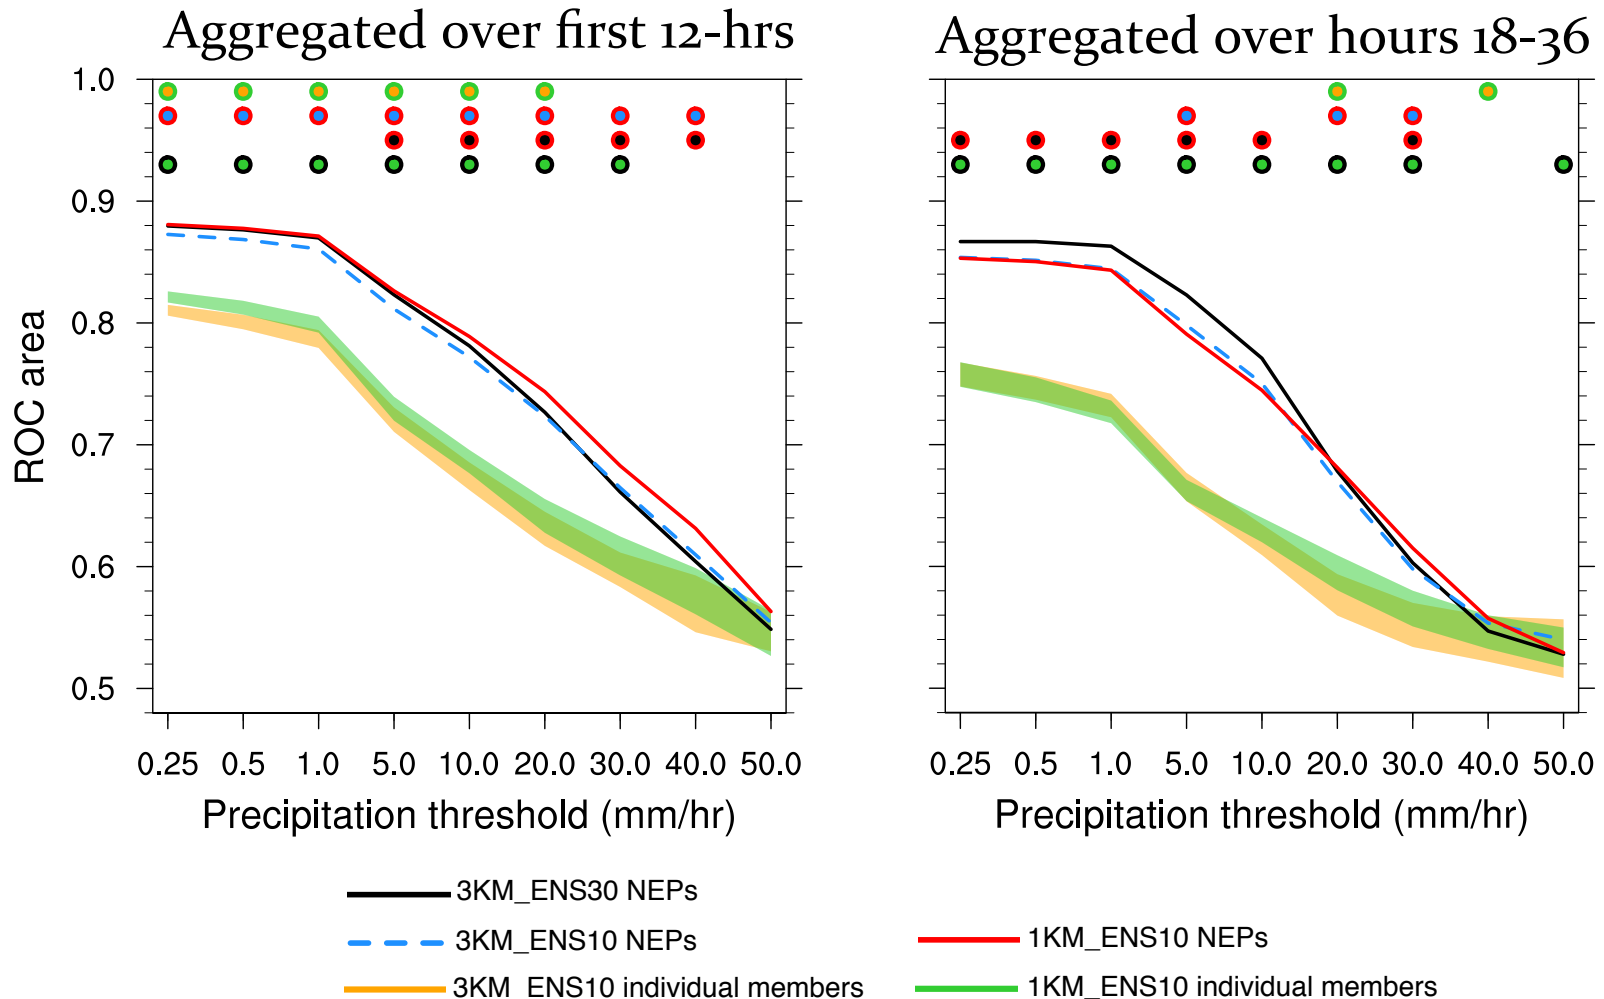 Aggregated over first 12-hrs
Aggregated over hours 18-36
1.0
0.9
0.8
0.7
0.6
0.5
ROC area
0.25 0.5 1.0 5.0 10.0 20.0 30.0 40.0 50.0
0.25 0.5 1.0 5.0 10.0 20.0 30.0 40.0 50.0
Precipitation threshold (mm/hr)
Precipitation threshold (mm/hr)
3KM_ENS30 NEPs
3KM_ENS10 NEPs
1KM_ENS10 NEPs
3KM_ENS10 individual members
1KM_ENS10 individual members